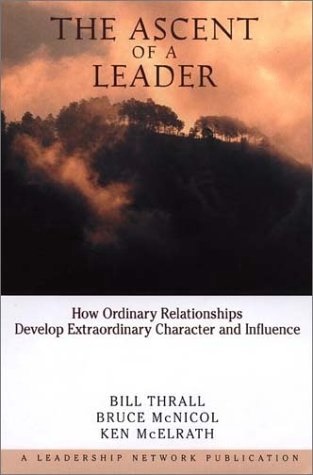 THE ASCENT
OF A
LEADER
How Ordinary Relationships
Develop Extraordinary Character and Influence
BILL THRALL
BRUCE McNICOL
KEN McELRATH
A LEADERSHIP NETWORK PUBLICATION